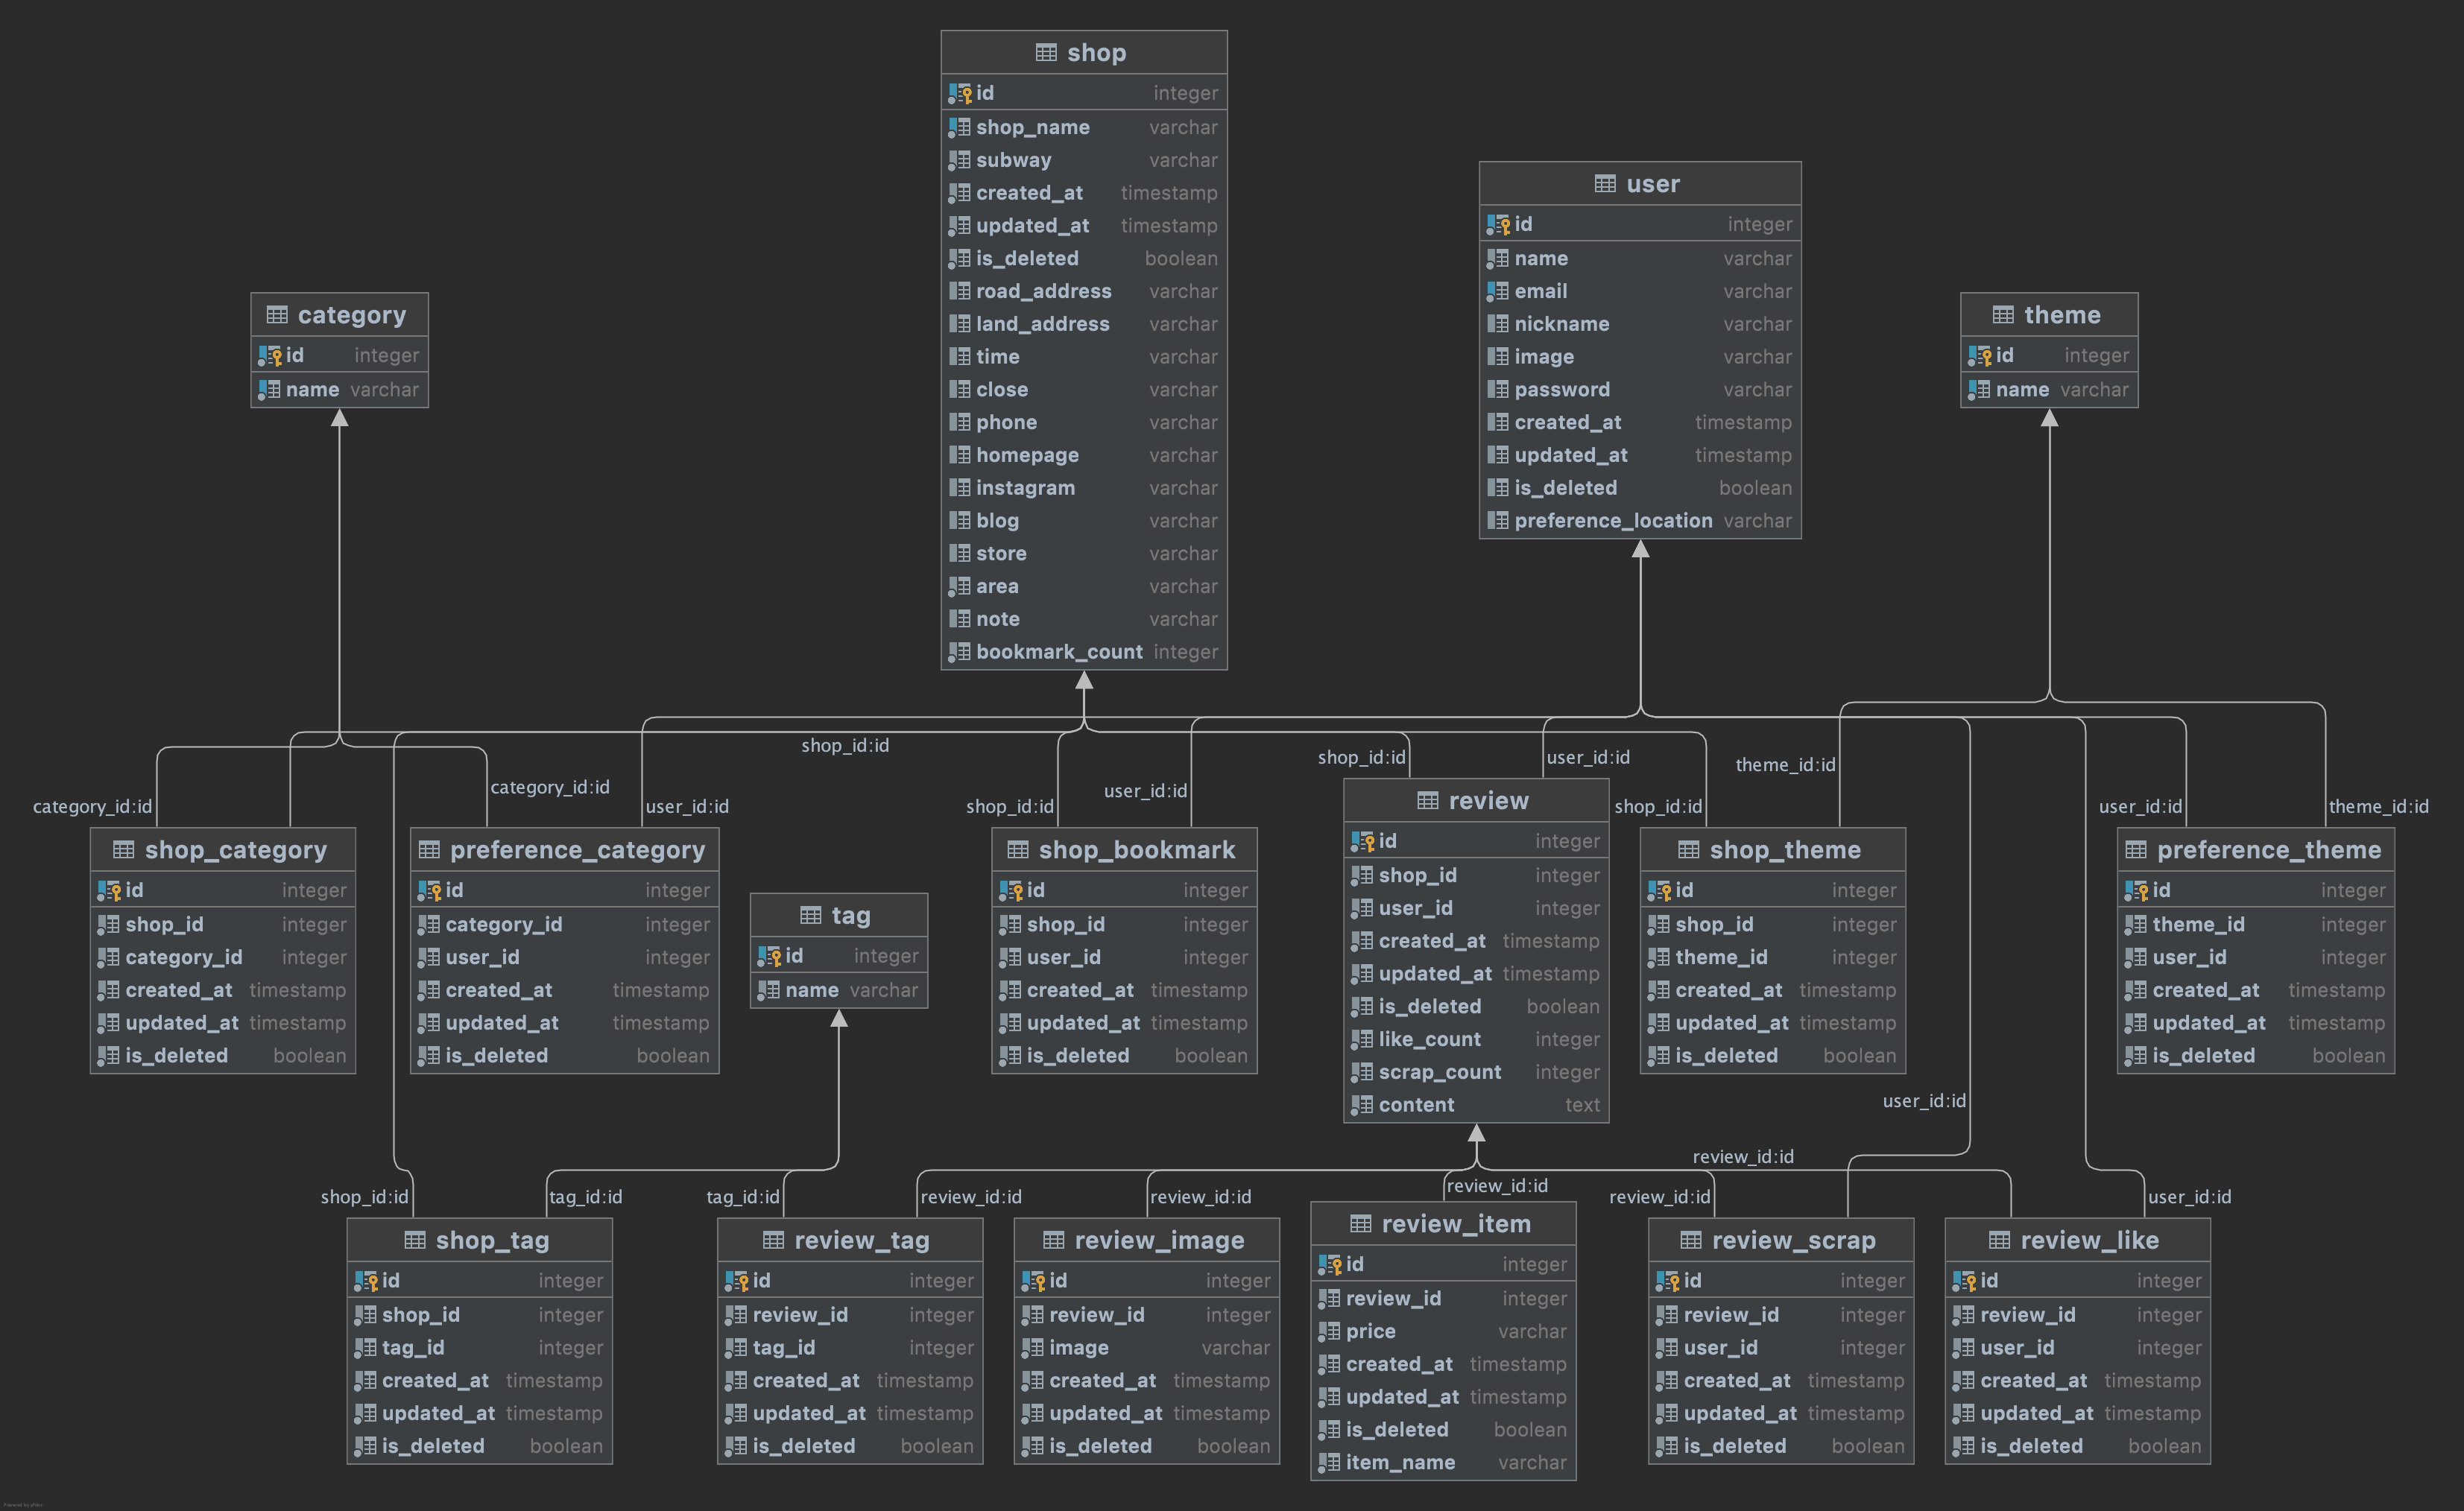 shop
id integer
shop_name varchar
subway varchar
created_at timestamp
updated_at timestamp
is_deleted boolean
road_address varchar
land_address varchar
time varchar
close varchar
phone varchar
homepage varchar
instagram varchar
blog varchar
store varchar
area varchar
note varchar
bookmark_count integer
user
id integer
name varchar
email varchar
nickname varchar
image varchar
password varchar
created_at timestamp
updated_at timestamp
is_deleted boolean
preference_location varchar
category
id integer
name varchar
theme
id integer
name varchar
shop_id:id
shop_id:id
user_id:id
theme_id:id
category_id:id
category_id:id
user_id:id
shop_id:id
user_id:id
shop_id:id
user_id:id
theme_id:id
shop_category
id integer
shop_id integer
category_id integer
created_at timestamp
updated_at timestamp
is_deleted boolean
preference_category
id integer
category_id integer
user_id integer
created_at timestamp
updated_at timestamp
is_deleted boolean
tag
id integer
name varchar
shop_bookmark
id integer
shop_id integer
user_id integer
created_at timestamp
updated_at timestamp
is_deleted boolean
review
id integer
shop_id integer
user_id integer
created_at timestamp
updated_at timestamp
is_deleted boolean
like_count integer
scrap_count integer
content text
shop_theme
id integer
shop_id integer
theme_id integer
created_at timestamp
updated_at timestamp
is_deleted boolean
preference_theme
id integer
theme_id integer
user_id integer
created_at timestamp
updated_at timestamp
is_deleted boolean
user_id:id
review_id:id
shop_id:id
tag_id:id
tag_id:id
review_id:id
review_id:id
review_id:id
review_id:id
user_id:id
shop_tag
id integer
shop_id integer
tag_id integer
created_at timestamp
updated_at timestamp
is_deleted boolean
review_tag
id integer
review_id integer
tag_id integer
created_at timestamp
updated_at timestamp
is_deleted boolean
review_image
id integer
review_id integer
image varchar
created_at timestamp
updated_at timestamp
is_deleted boolean
review_item
id integer
review_id integer
price varchar
created_at timestamp
updated_at timestamp
is_deleted boolean
item_name varchar
review_scrap
id integer
review_id integer
user_id integer
created_at timestamp
updated_at timestamp
is_deleted boolean
review_like
id integer
review_id integer
user_id integer
created_at timestamp
updated_at timestamp
is_deleted boolean
Powered by yFiles